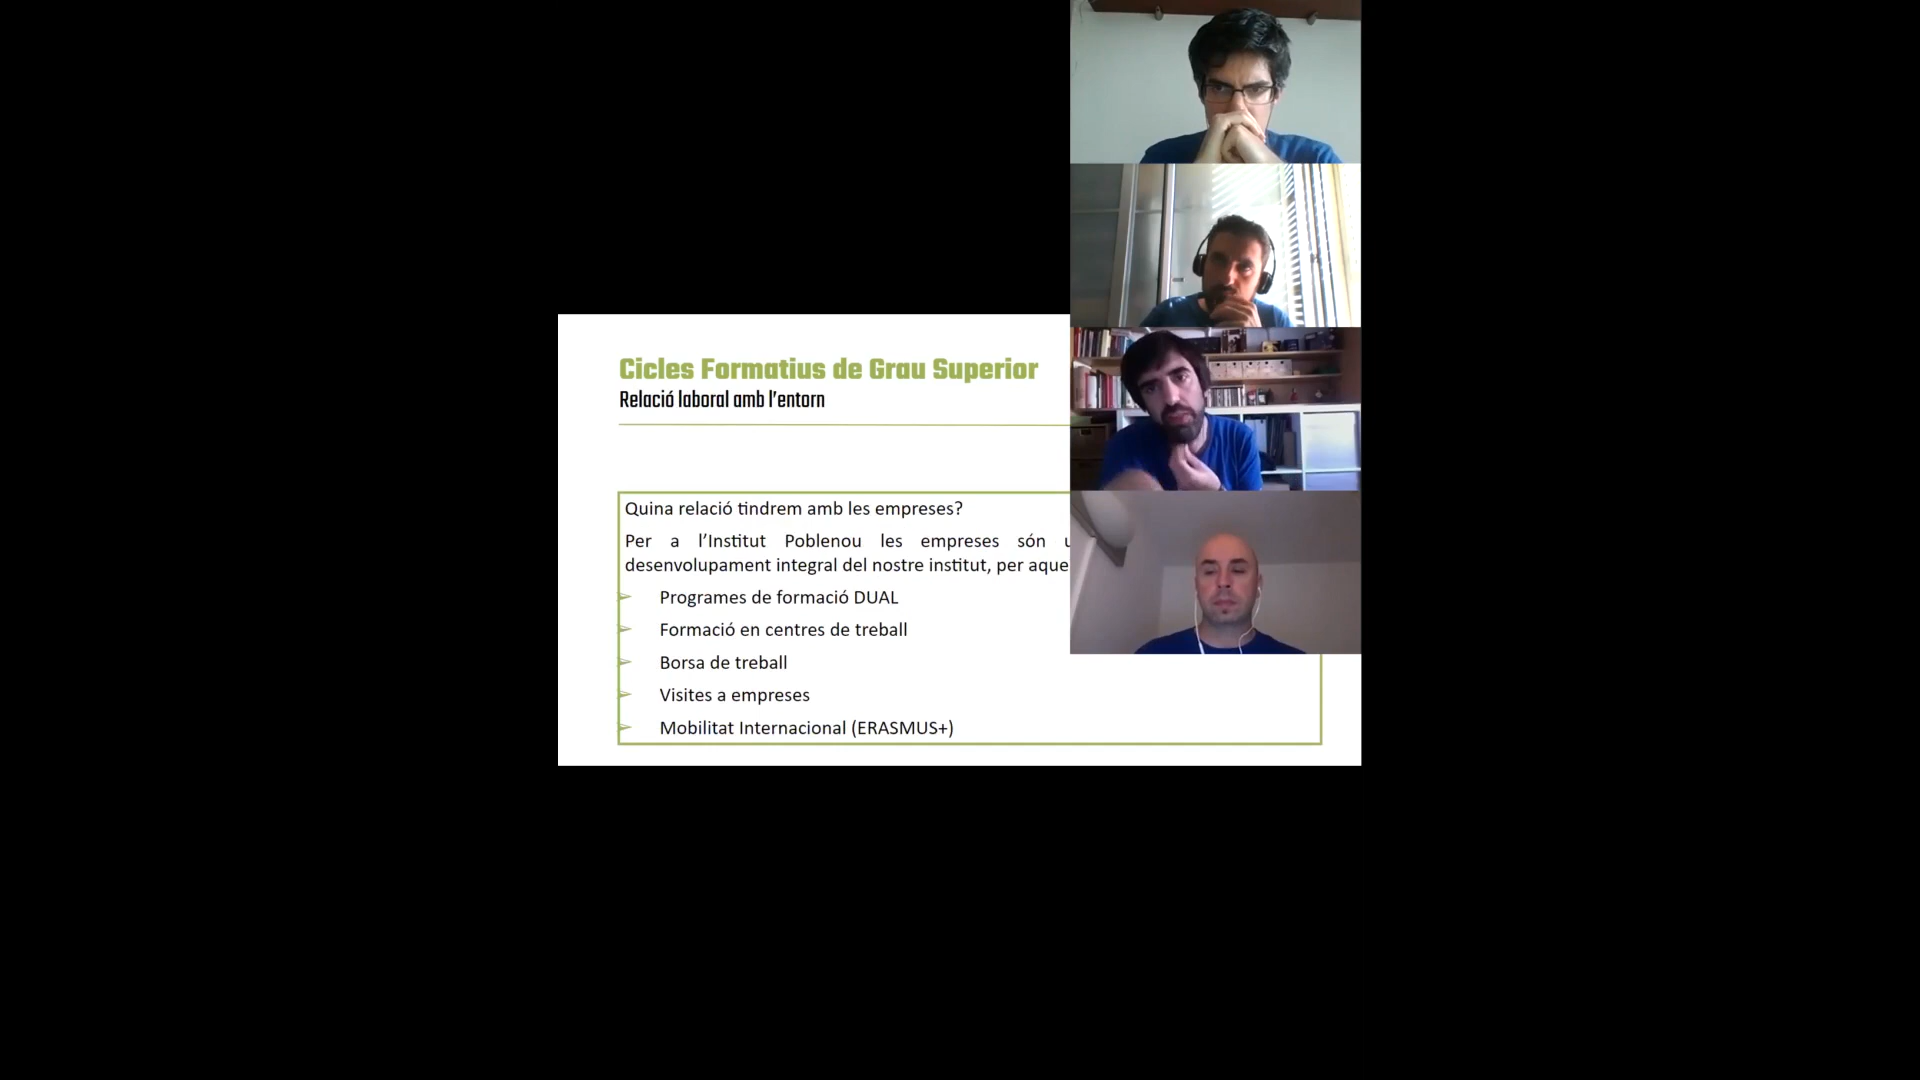 Cicles Formatius de Grau Superior
Relació laboral amb l'entorn
Quina relació tindrem amb les empreses?
Per a l'Institut Poblenou les empreses són
desenvolupament integral del nostre institut, per
Programes de formació DUAL
Formació en centres de treball
Borsa de treball
Visites a empreses
Mobilitat Internacional (ERASMUS+)